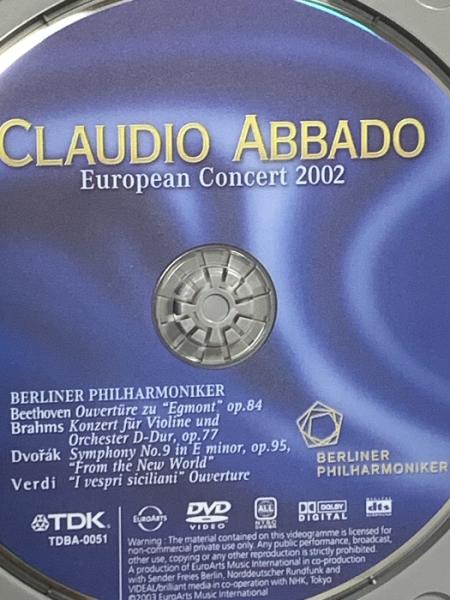 CLAUDIO ABBADO
European Concert 2002
BERLINER PHILHARMONIKER
Beethoven Ouvertüre zu "Egmont" op.84
Brahms Konzert für Violine und
Orchester D-Dur, op.77
Dvořák Symphony No.9 in E minor, op.95,
"From the New World"
Verdi "I vespri siciliani" Ouverture
BERLINER
PHILHARMONIKER
TDK
TDBA-0051
EUROARTS
DVD
VIDEO
ALL
NTSC
DOLBY
DIGITAL
dts
Warning : The material contained on this videogramme is licensed for
non-commercial private use only. Any public performance, broadcast,
other use, copying or any other reproduction is strictly prohibited.
A production of EuroArts Music International in co-production
with Sender Freies Berlin, Norddeutscher Rundfunk and
VIDEAL/brilliant media in co-operation with NHK, Tokyo
©2003 EuroArts Music International